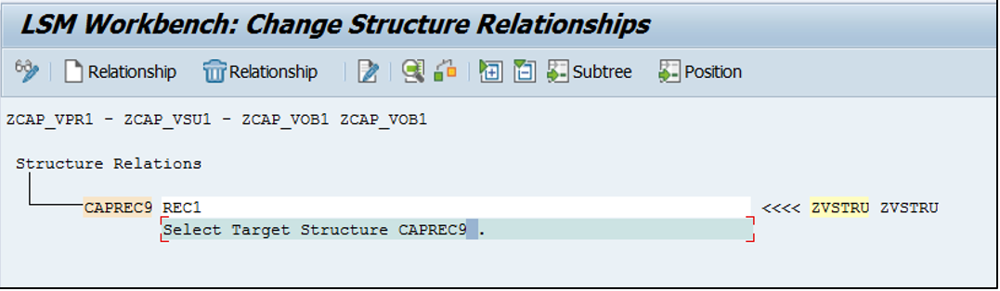 LSM Workbench: Change Structure Relationships
Relationship Relationship Subtree Position
ZCAP_VPR1 - ZCAP_VSU1 - ZCAP_VOB1 ZCAP_VOB1
Structure Relations
CAPREC9 REC1 <<<< ZVSTRU ZVSTRU
Select Target Structure CAPREC9 .